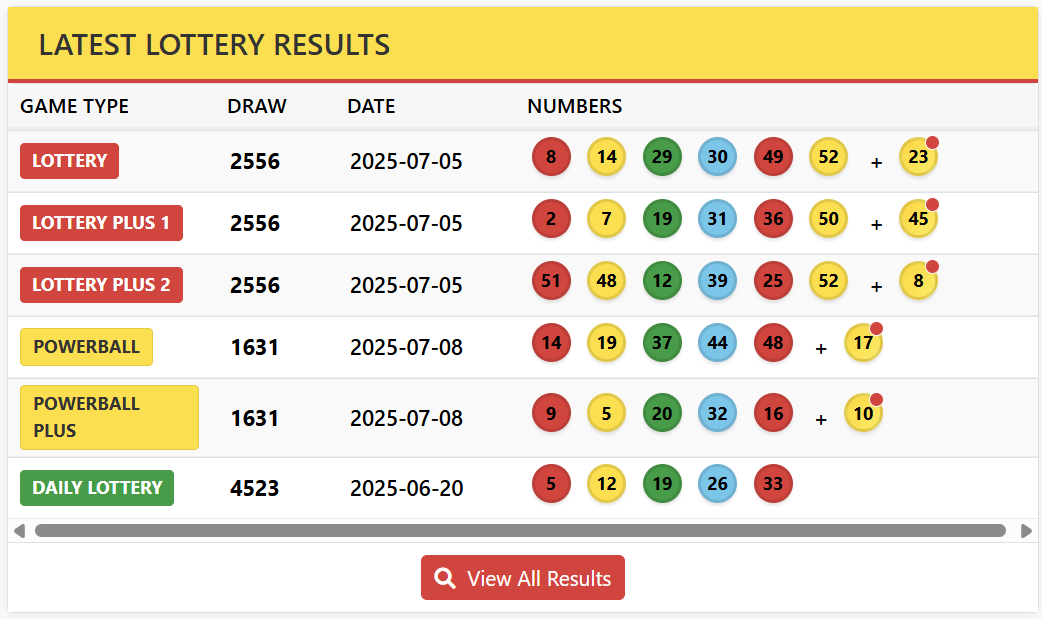 LATEST LOTTERY RESULTS
GAME TYPE DRAW DATE NUMBERS
LOTTERY 2556 2025-07-05 8 14 29 30 49 52 + 23
LOTTERY PLUS 1 2556 2025-07-05 2 7 19 31 36 50 + 45
LOTTERY PLUS 2 2556 2025-07-05 51 48 12 39 25 52 + 8
POWERBALL 1631 2025-07-08 14 19 37 44 48 + 17
POWERBALL
PLUS 1631 2025-07-08 9 5 20 32 16 + 10
DAILY LOTTERY 4523 2025-06-20 5 12 19 26 33
View All Results